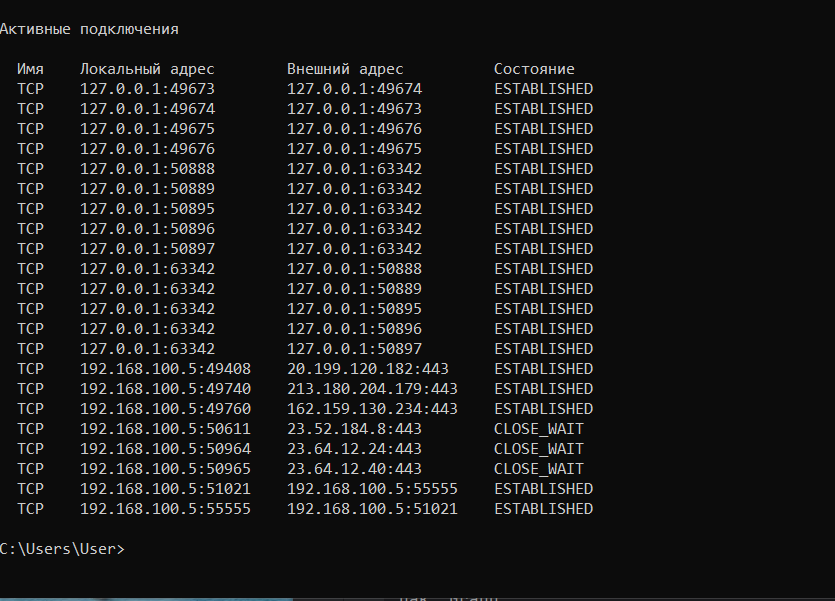 Активные подключения
Имя Локальный адрес Внешний адрес Состояние
TCP 127.0.0.1:49673 127.0.0.1:49674 ESTABLISHED
TCP 127.0.0.1:49674 127.0.0.1:49673 ESTABLISHED
TCP 127.0.0.1:49675 127.0.0.1:49676 ESTABLISHED
TCP 127.0.0.1:49676 127.0.0.1:49675 ESTABLISHED
TCP 127.0.0.1:50888 127.0.0.1:63342 ESTABLISHED
TCP 127.0.0.1:50889 127.0.0.1:63342 ESTABLISHED
TCP 127.0.0.1:50895 127.0.0.1:63342 ESTABLISHED
TCP 127.0.0.1:50896 127.0.0.1:63342 ESTABLISHED
TCP 127.0.0.1:50897 127.0.0.1:63342 ESTABLISHED
TCP 127.0.0.1:63342 127.0.0.1:50888 ESTABLISHED
TCP 127.0.0.1:63342 127.0.0.1:50889 ESTABLISHED
TCP 127.0.0.1:63342 127.0.0.1:50895 ESTABLISHED
TCP 127.0.0.1:63342 127.0.0.1:50896 ESTABLISHED
TCP 127.0.0.1:63342 127.0.0.1:50897 ESTABLISHED
TCP 192.168.100.5:49408 20.199.120.182:443 ESTABLISHED
TCP 192.168.100.5:49740 213.180.204.179:443 ESTABLISHED
TCP 192.168.100.5:49760 162.159.130.234:443 ESTABLISHED
TCP 192.168.100.5:50611 23.52.184.8:443 CLOSE_WAIT
TCP 192.168.100.5:50964 23.64.12.24:443 CLOSE_WAIT
TCP 192.168.100.5:50965 23.64.12.40:443 CLOSE_WAIT
TCP 192.168.100.5:51021 192.168.100.5:55555 ESTABLISHED
TCP 192.168.100.5:55555 192.168.100.5:51021 ESTABLISHED
C:\Users\User>